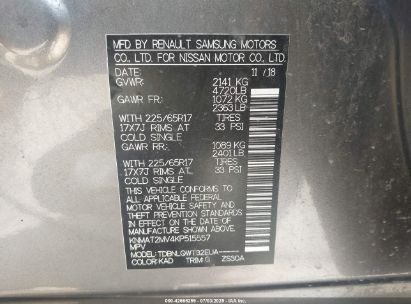 MFD BY RENAULT SAMSUNG MOTORS
CO., LTD. FOR NISSAN MOTOR CO., LTD.
DATE: 11 / 18
GVWR: 2141 KG
4720LB
GAWR FR: 1072 KG
2363LB
WITH 225/65R17 TIRES
17X7J RIMS AT 33 PSI
COLD SINGLE
GAWR RR: 1089 KG
2401LB
WITH 225/65R17 TIRES
17X7J RIMS AT 33 PSI
COLD SINGLE
THIS VEHICLE CONFORMS TO
ALL APPLICABLE FEDERAL
MOTOR VEHICLE SAFETY AND
THEFT PREVENTION
STANDARDS IN EFFECT ON THE
DATE OF MANUFACTURE
SHOWN ABOVE.
KNMAT2MV4KP515557
MPV
MODEL:
COLOR:KAD TRIM:G